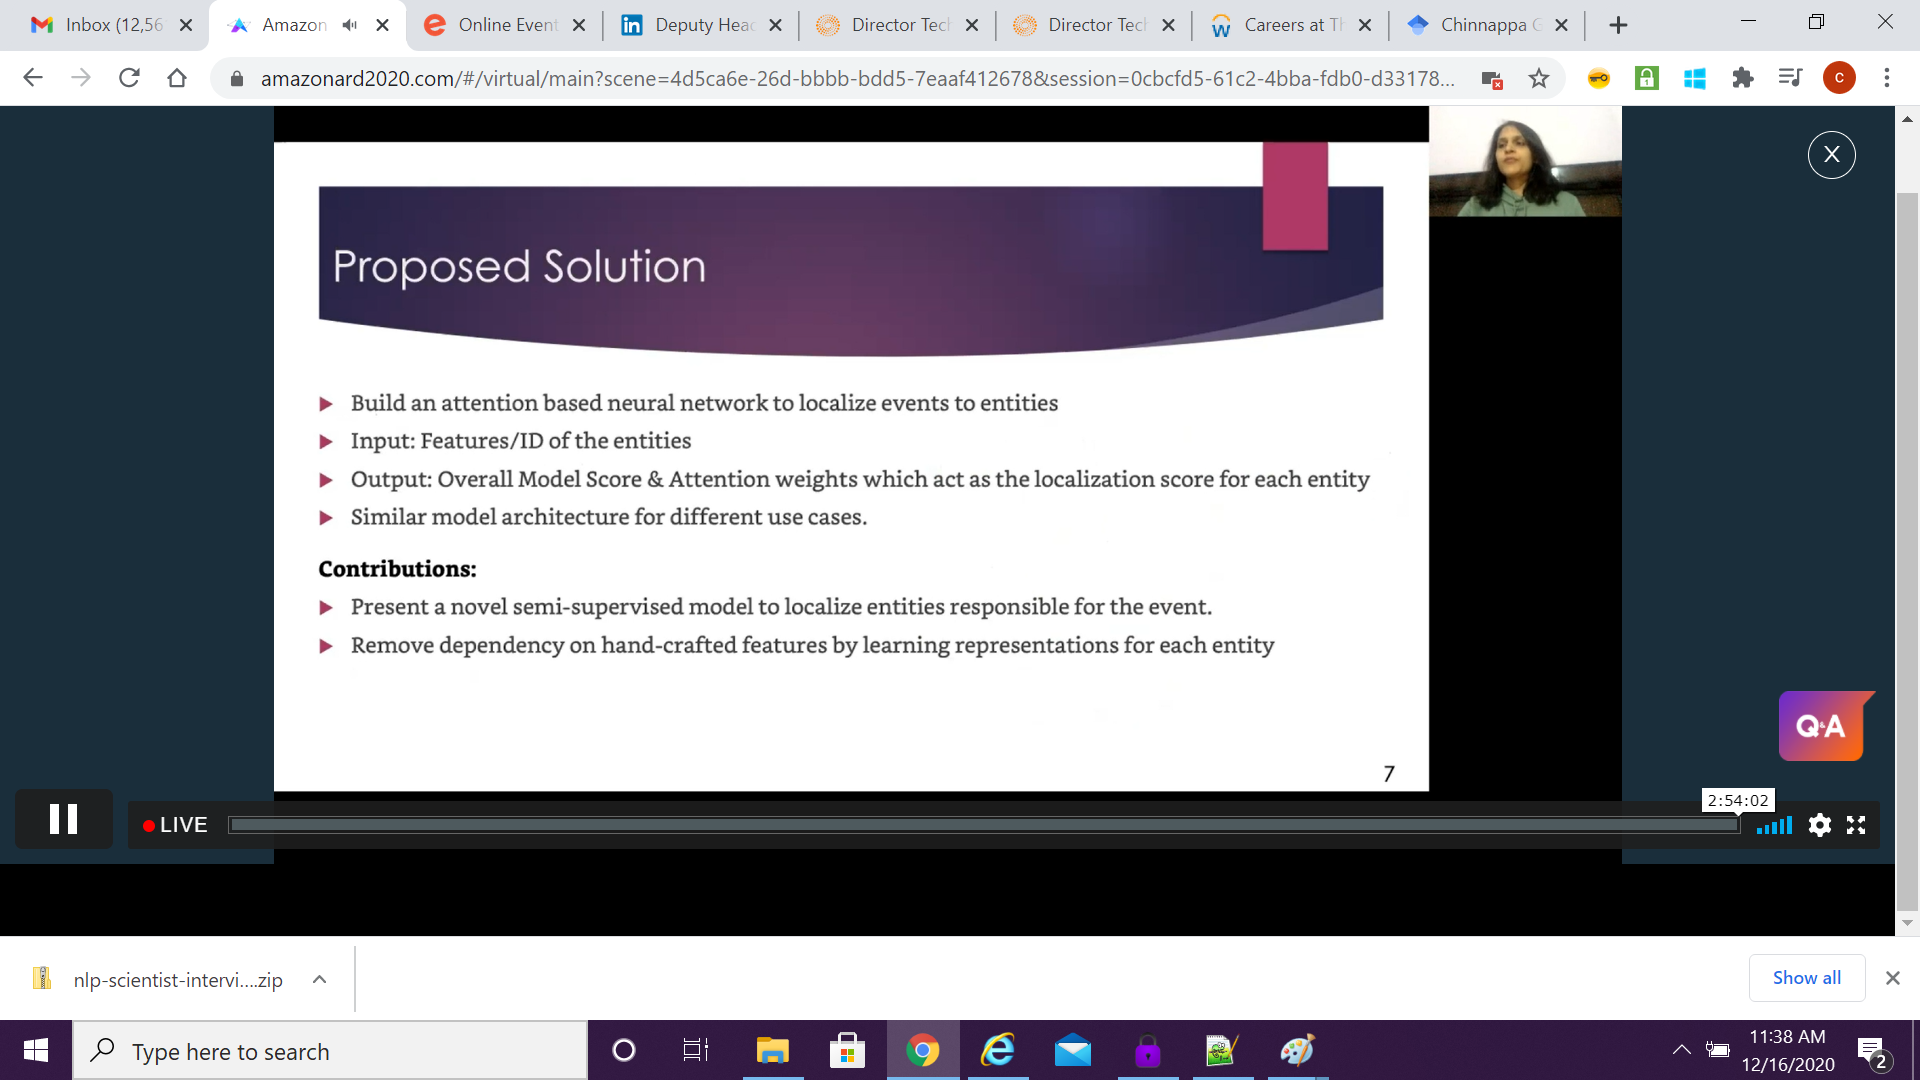 Inbox (12,56
Amazon
Online Event
Deputy Head
Director Tech
Director Tech
Careers at Th
Chinnappa G
amazonard2020.com/#/virtual/main?scene=4d5ca6e-26d-bbbb-bdd5-7eaaf412678&session=0cbcfd5-61c2-4bba-fdb0-d33178...
c
X
Proposed Solution
Build an attention based neural network to localize events to entities
Input: Features/ID of the entities
Output: Overall Model Score & Attention weights which act as the localization score for each entity
Similar model architecture for different use cases.
Contributions:
Present a novel semi-supervised model to localize entities responsible for the event.
Remove dependency on hand-crafted features by learning representations for each entity
Q&A
7
2:54:02
LIVE
nlp-scientist-intervi....zip
Show all
Type here to search
11:38 AM
12/16/2020
2